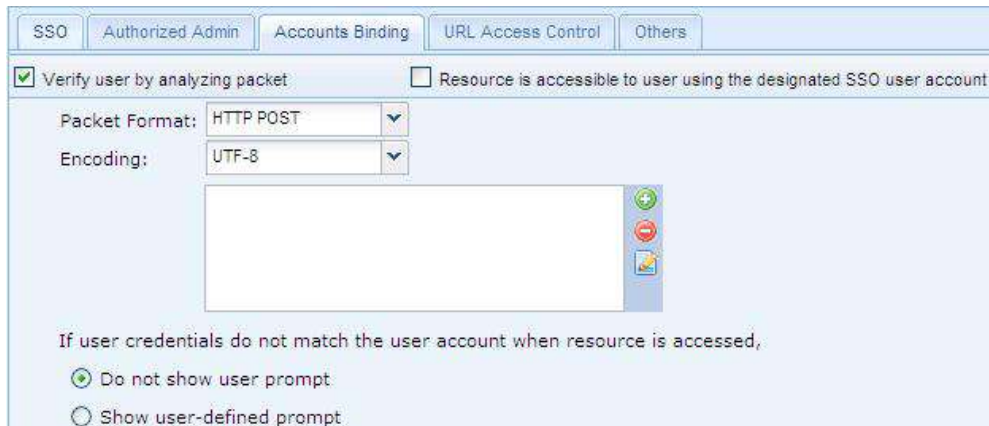 SSO Authorized Admin Accounts Binding URL Access Control Others
Verify user by analyzing packet Resource is accessible to user using the designated SSO user account
Packet Format: HTTP POST
Encoding: UTF-8
If user credentials do not match the user account when resource is accessed,
Do not show user prompt
Show user-defined prompt